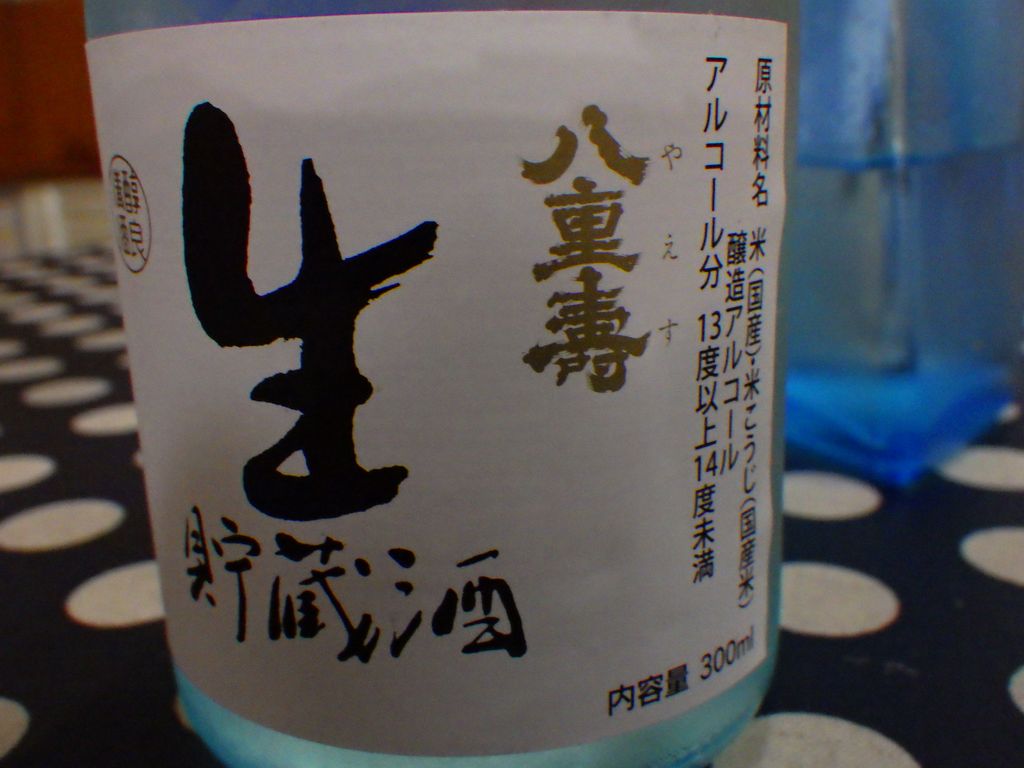 原材料名 米(国産)・米こうじ(国産米)
醸造アルコール
アルコール分 13度以上14度未満
八重寿
やえす
生
貯蔵酒
内容量 300ml